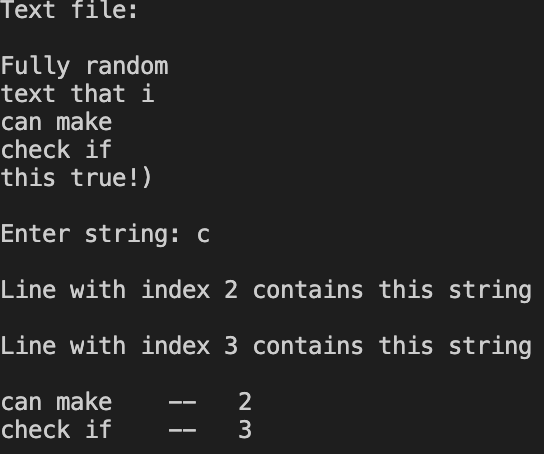 Text file:
Fully random
text that i
can make
check if
this true!)
Enter string: c
Line with index 2 contains this string
Line with index 3 contains this string
can make    --   2
check if    --   3